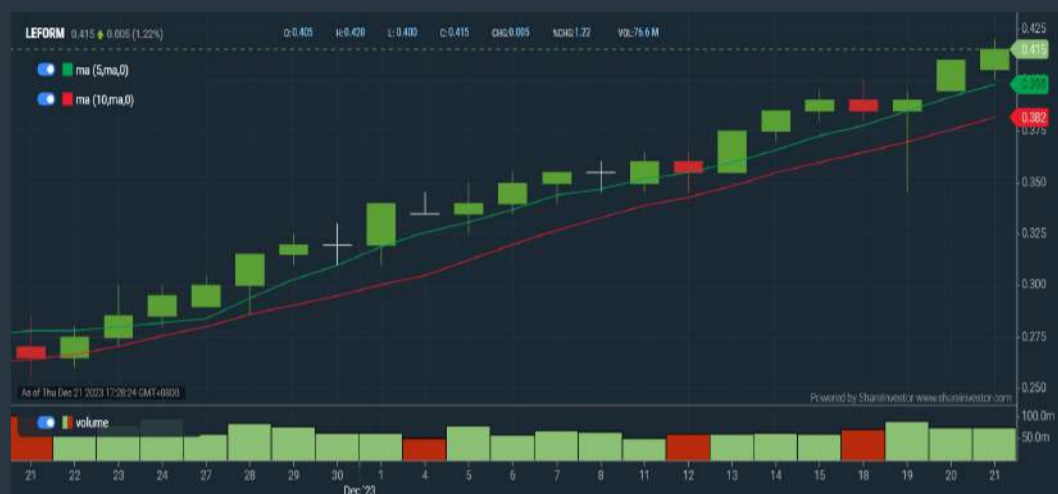 LEFORM 0.415 0.005 (1.22%) O:0.405 H:0.420 L:0.400 C:0.415 CHG:0.005 %CHG:1.22 VOL:76.6 M
ma (5,ma,0)
ma (10,ma,0)
0.425
0.415
0.398
0.382
0.375
0.350
0.325
0.300
0.275
0.250
As of Thu Dec 21 2023 17:28:24 GMT+0800.
Powered by ShareInvestor www.shareinvestor.com
volume
100.0m
50.0m
21 22 23 24 27 28 29 30 1 4 5 6 7 8 11 12 13 14 15 18 19 20 21
Dec '23